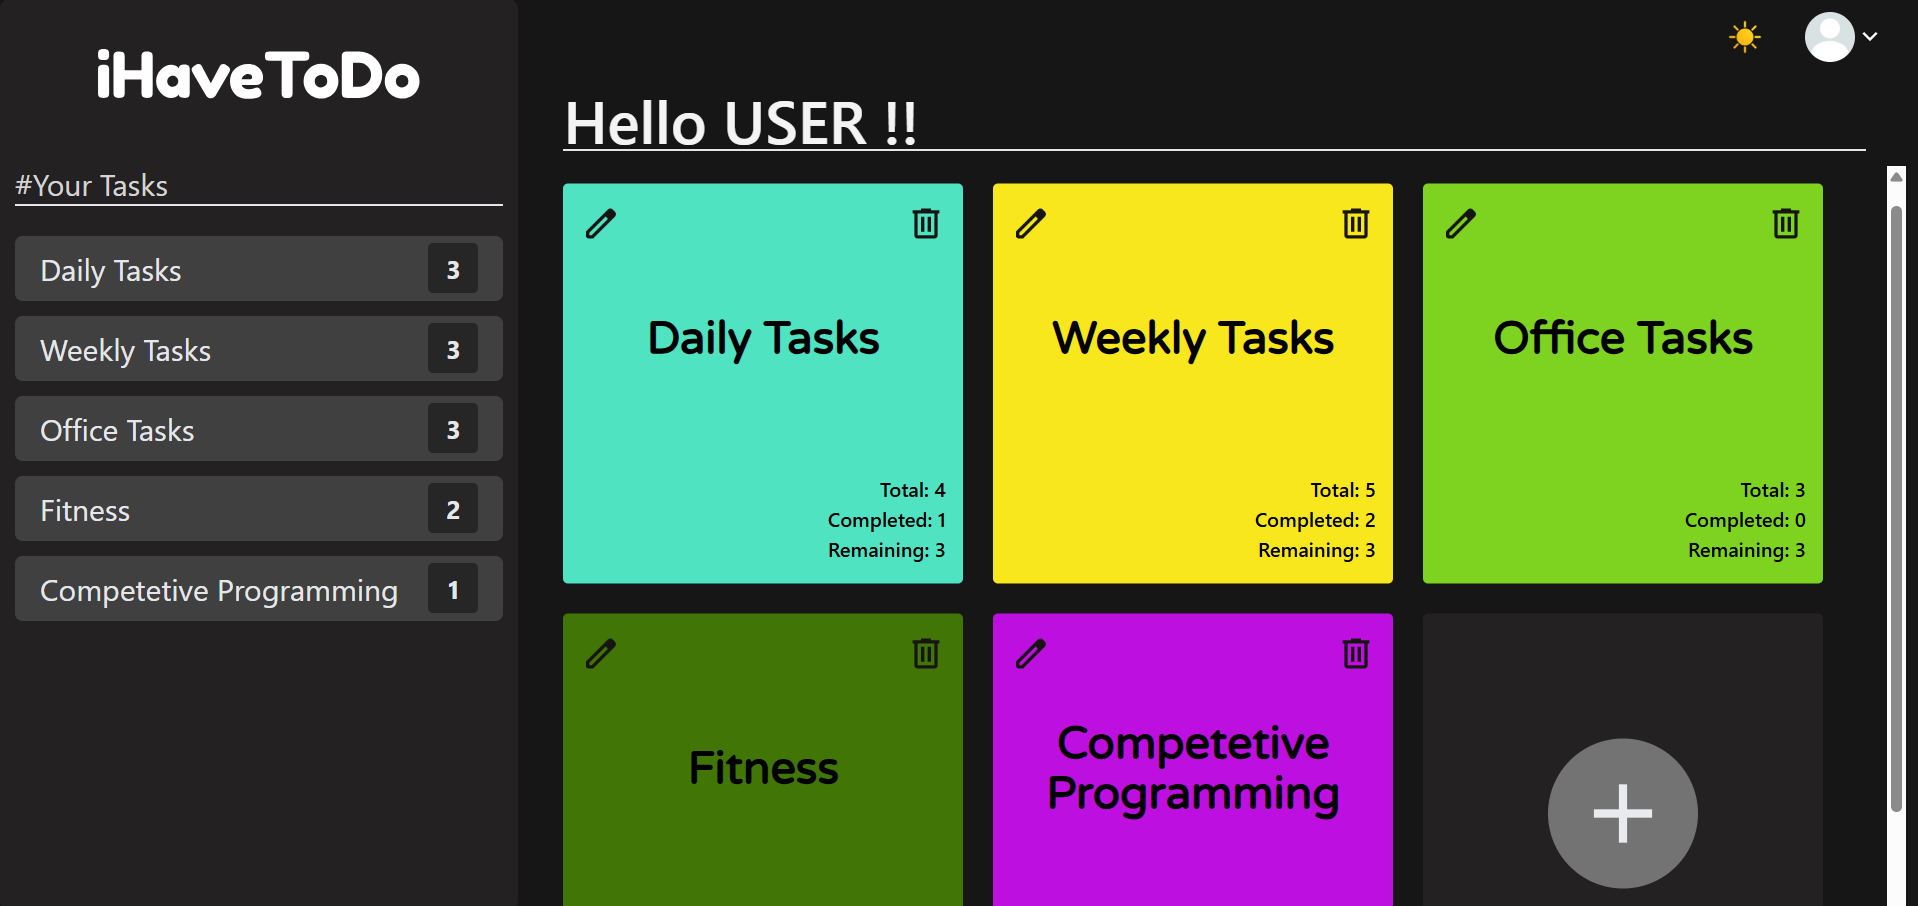 iHaveToDo
#Your Tasks
Daily Tasks 3
Weekly Tasks 3
Office Tasks 3
Fitness 2
Competetive Programming 1
Hello USER !!
Daily Tasks
Total: 4
Completed: 1
Remaining: 3
Weekly Tasks
Total: 5
Completed: 2
Remaining: 3
Office Tasks
Total: 3
Completed: 0
Remaining: 3
Fitness
Competetive
Programming